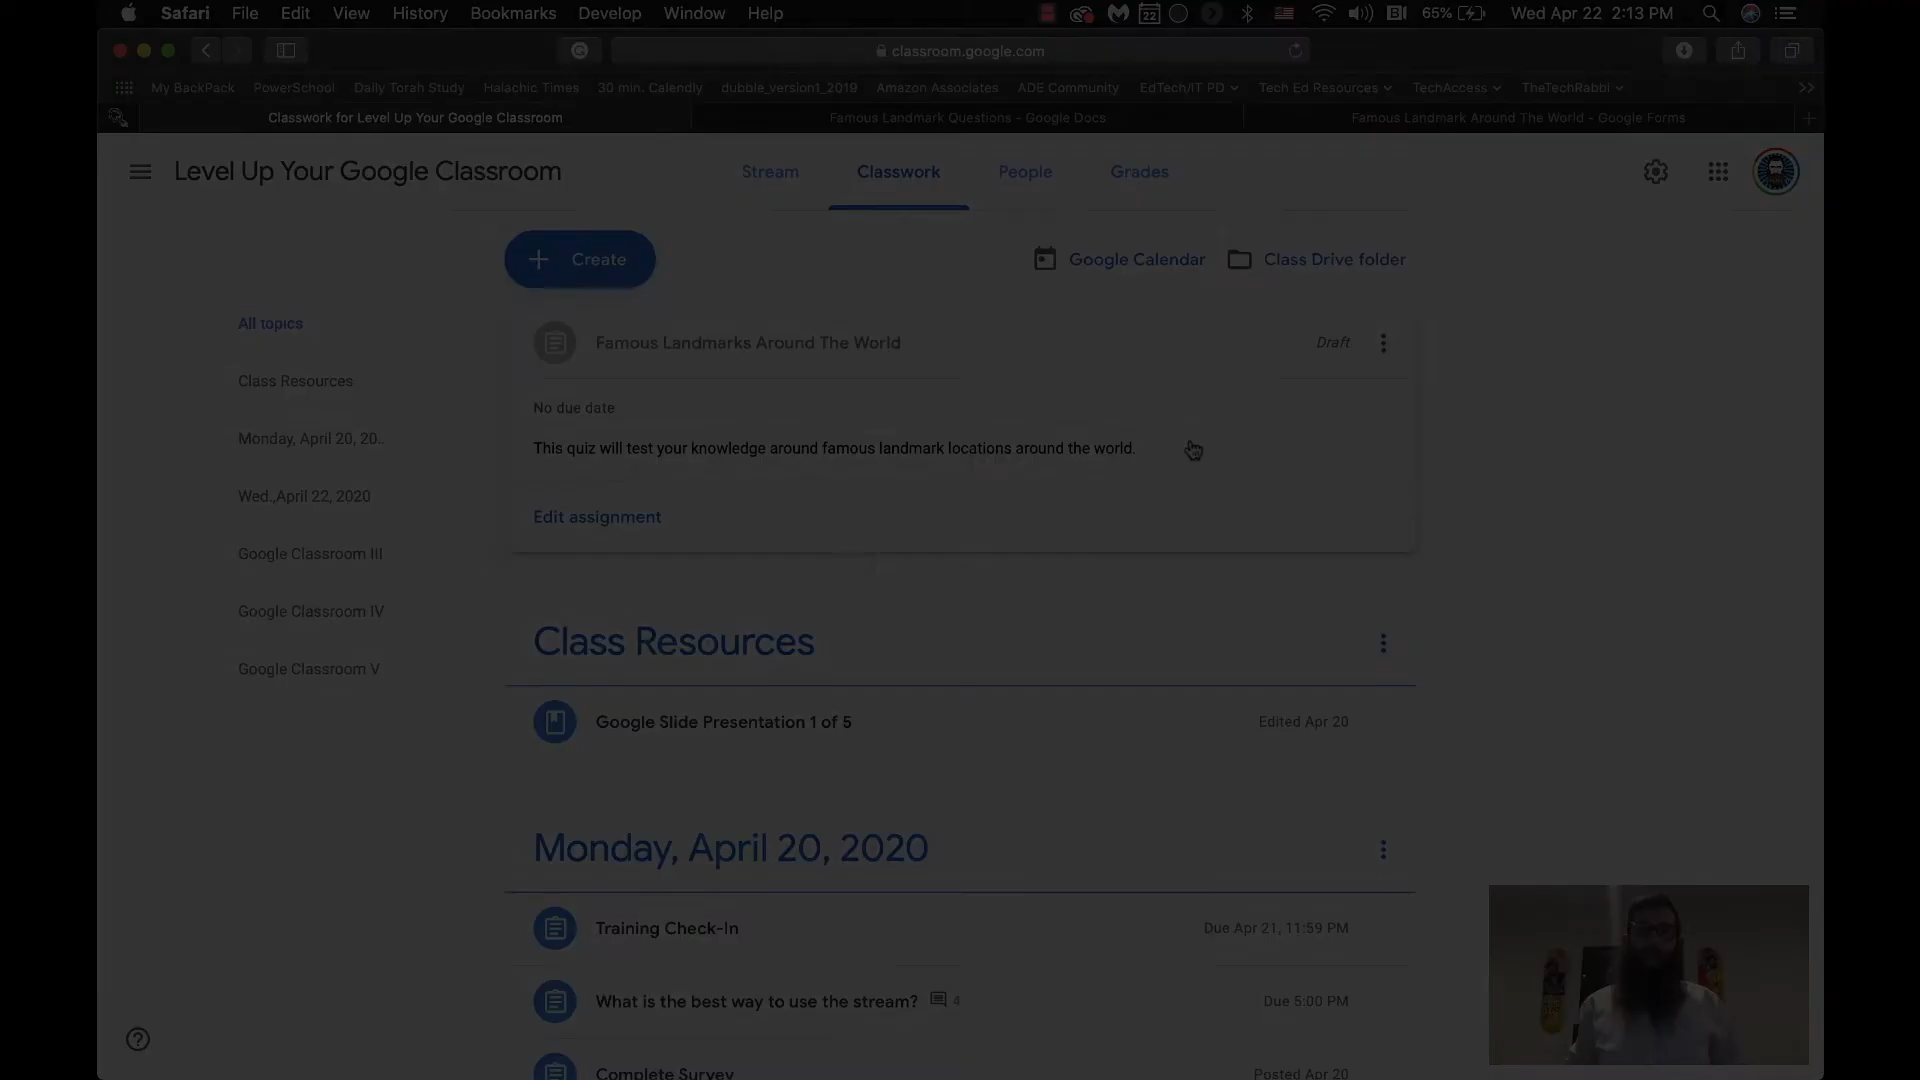 Safari File Edit View History Bookmarks Develop Window Help 22 65% Wed Apr 22 2:13 PM
classroom.google.com
My BackPack PowerSchool Daily Torah Study Halachic Times 30 min. Calendly dubble_version1_2019 Amazon Associates ADE Community EdTech/IT PD Tech Ed Resources TechAccess TheTechRabbi
Classwork for Level Up Your Google Classroom Famous Landmark Questions - Google Docs Famous Landmark Around The World - Google Forms
Level Up Your Google Classroom Stream Classwork People Grades
Create Google Calendar Class Drive folder
All topics
Class Resources
Monday, April 20, 20..
Wed.,April 22, 2020
Google Classroom III
Google Classroom IV
Google Classroom V
Famous Landmarks Around The World Draft
No due date
This quiz will test your knowledge around famous landmark locations around the world.
Edit assignment
Class Resources
Google Slide Presentation 1 of 5 Edited Apr 20
Monday, April 20, 2020
Training Check-In Due Apr 21, 11:59 PM
What is the best way to use the stream? 4 Due 5:00 PM
Complete Survey Posted Apr 20